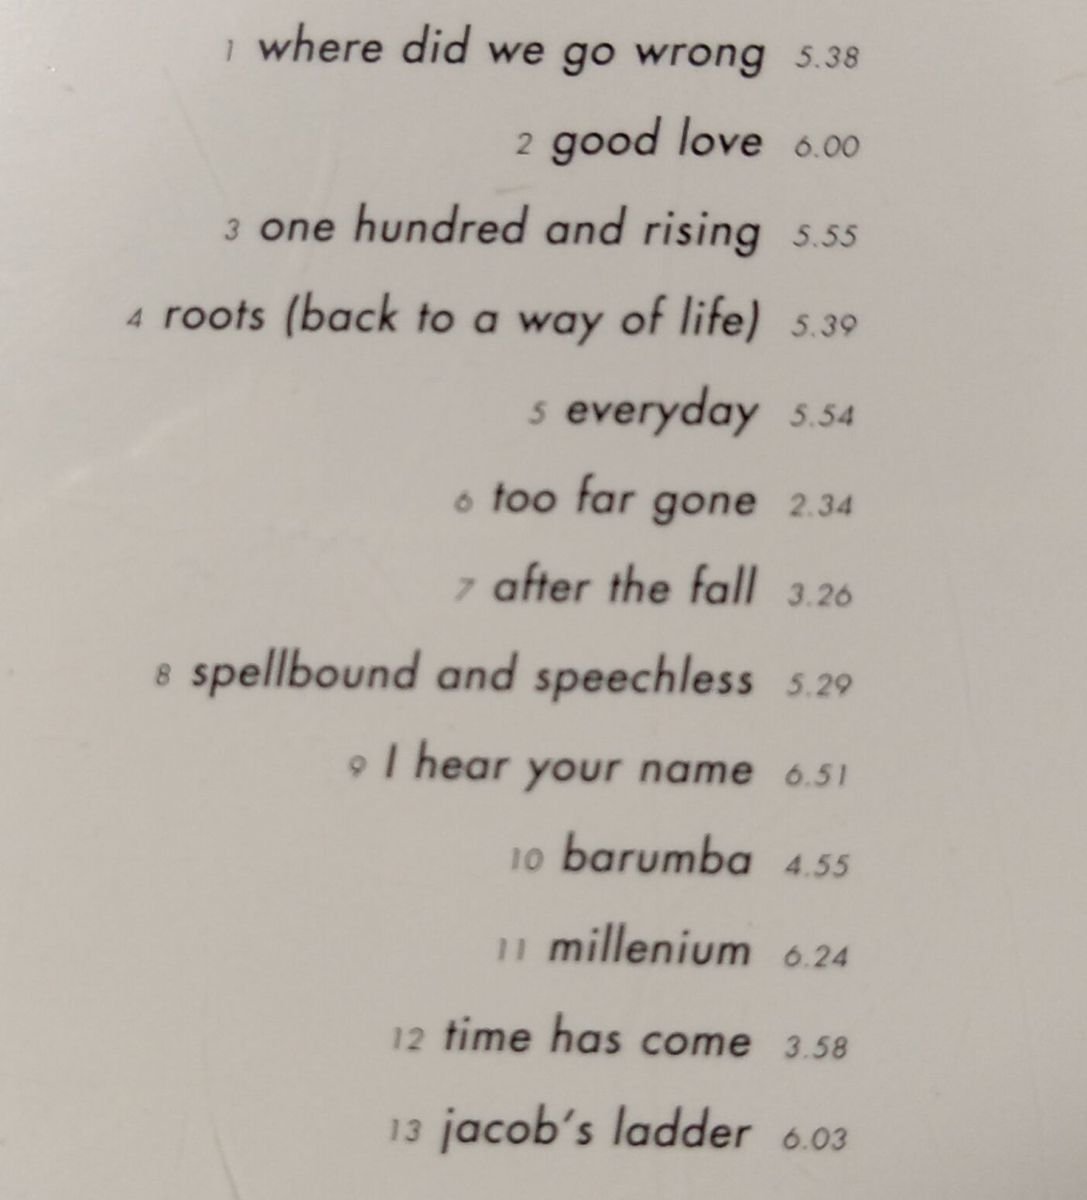 1 where did we go wrong 5.38
2 good love 6.00
3 one hundred and rising 5.55
4 roots (back to a way of life) 5.39
5 everyday 5.54
6 too far gone 2.34
7 after the fall 3.26
8 spellbound and speechless 5.29
9 I hear your name 6.51
10 barumba 4.55
11 millenium 6.24
12 time has come 3.58
13 jacob's ladder 6.03